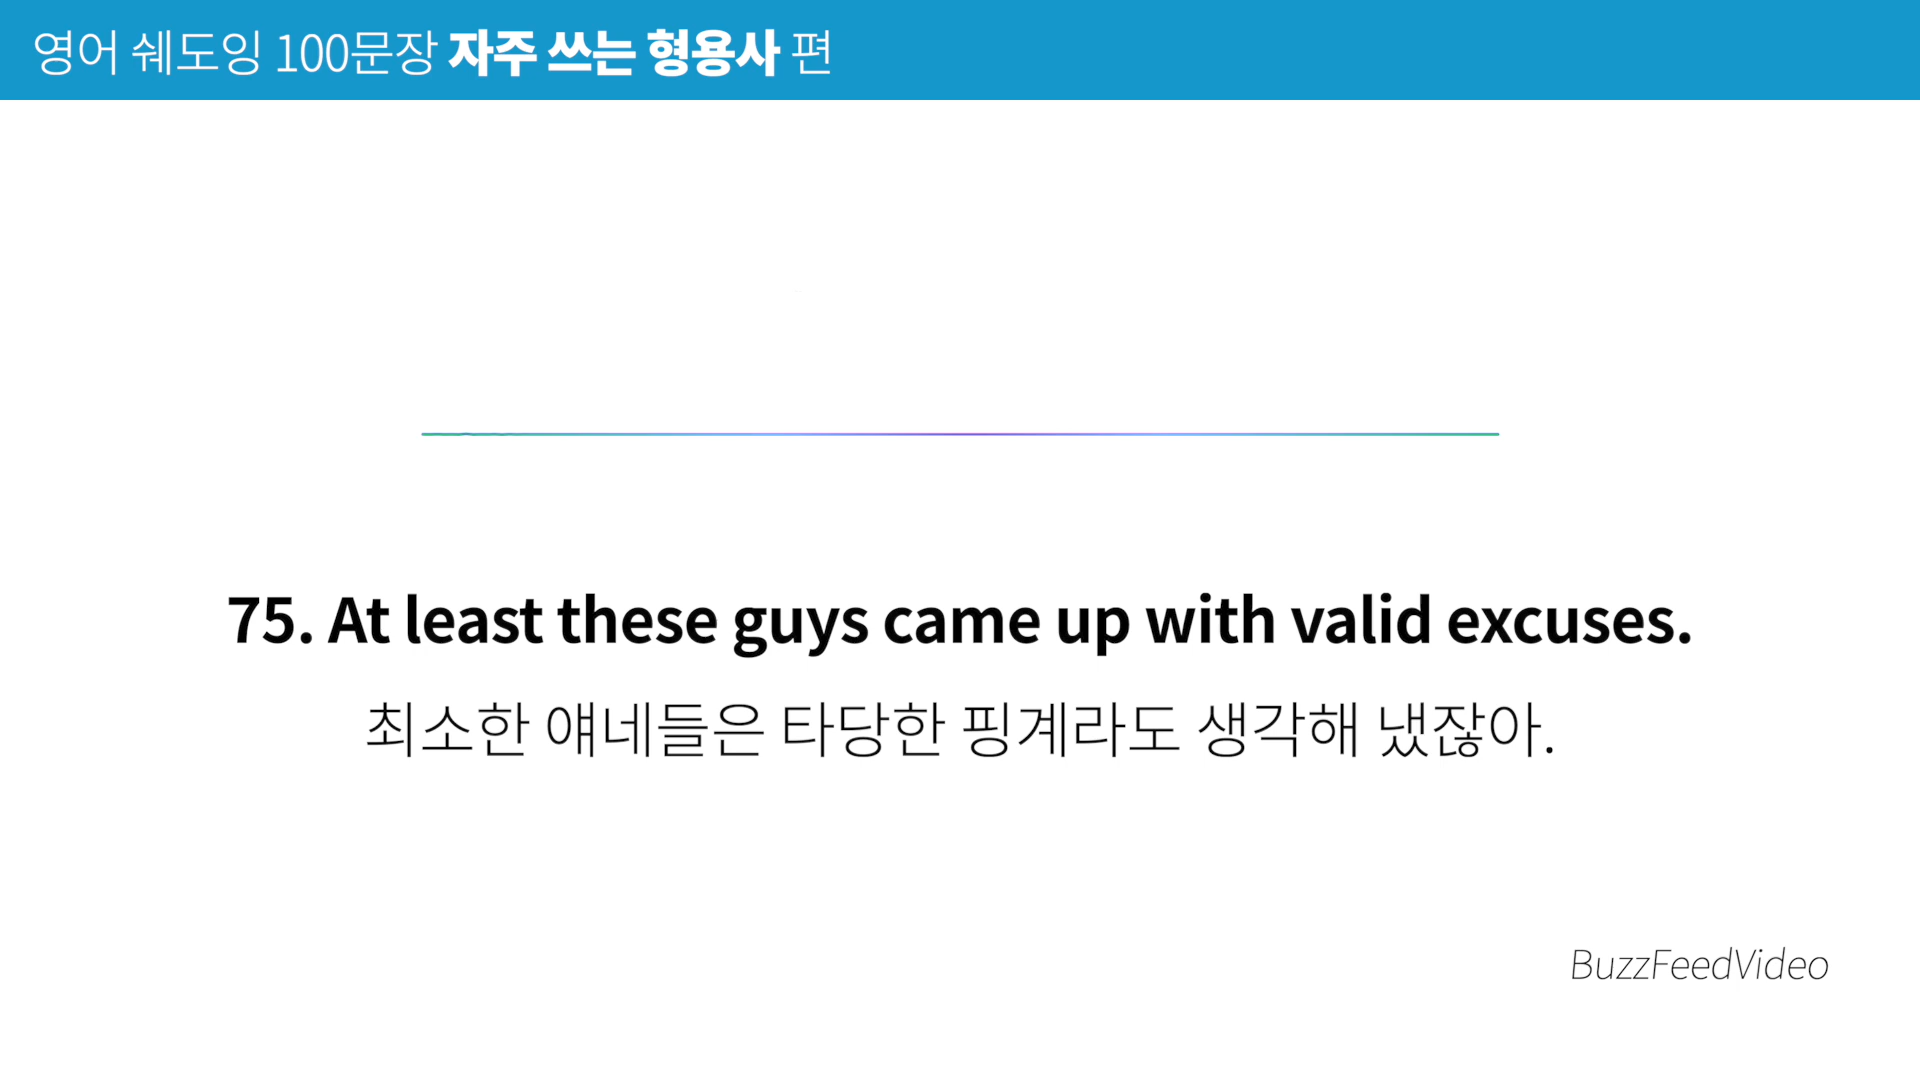 영어 쉐도잉 100문장 자주 쓰는 형용사 편
75. At least these guys came up with valid excuses.
최소한 얘네들은 타당한 핑계라도 생각해 냈잖아.
BuzzFeedVideo